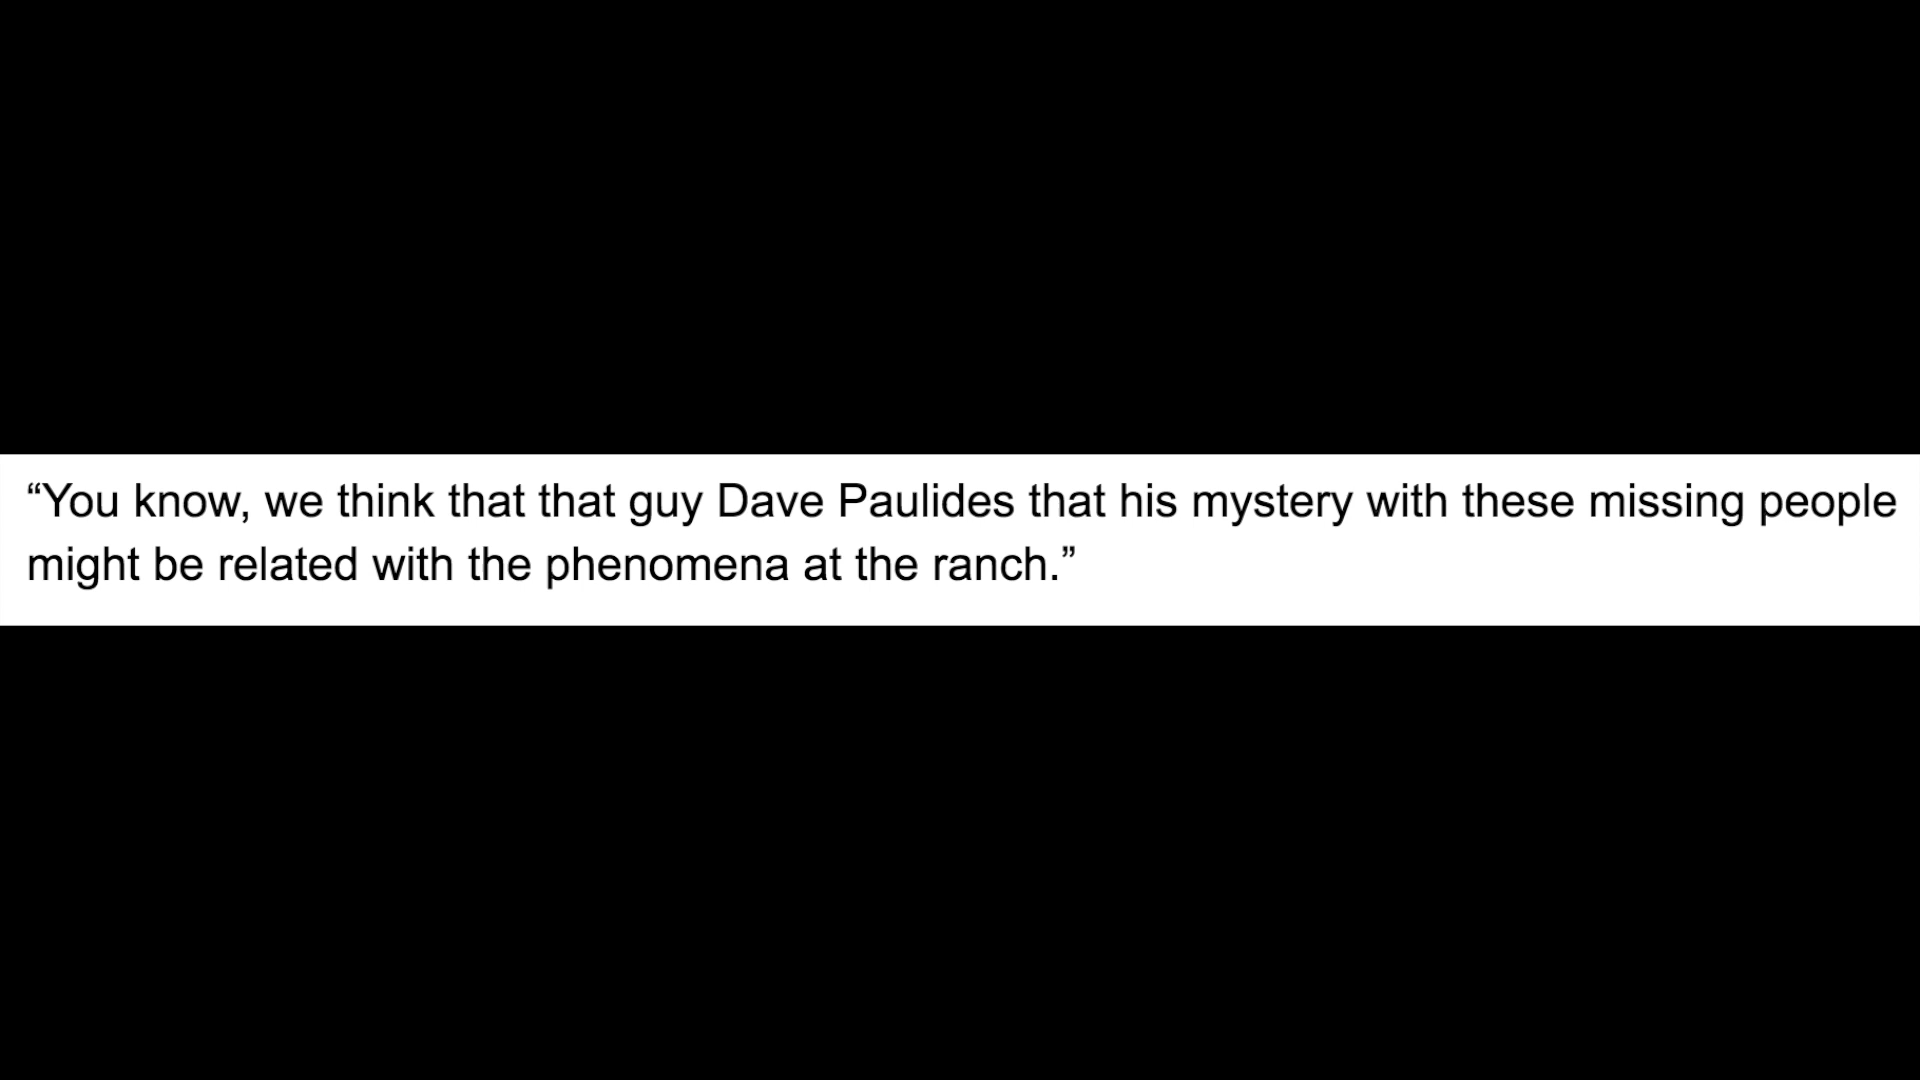 “You know, we think that that guy Dave Paulides that his mystery with these missing people
might be related with the phenomena at the ranch.”